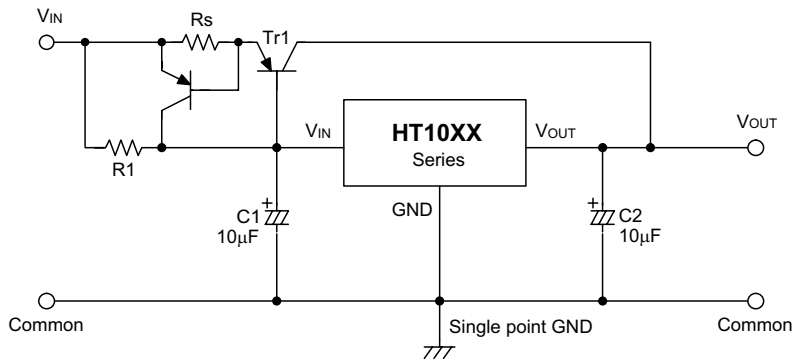 VIN
Rs
Tr1
R1
VIN
HT10XX
Series
VOUT
VOUT
GND
C1
10μF
C2
10μF
Common
Single point GND
Common